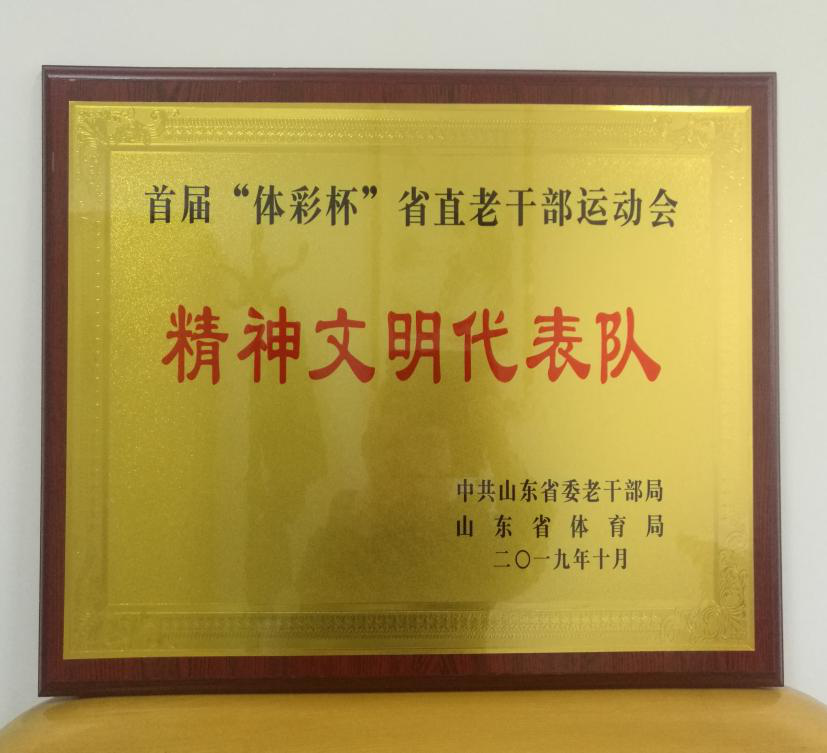 首届“体彩杯”省直老干部运动会
精神文明代表队
中共山东省委老干部局
山东省体育局
二〇一九年十月